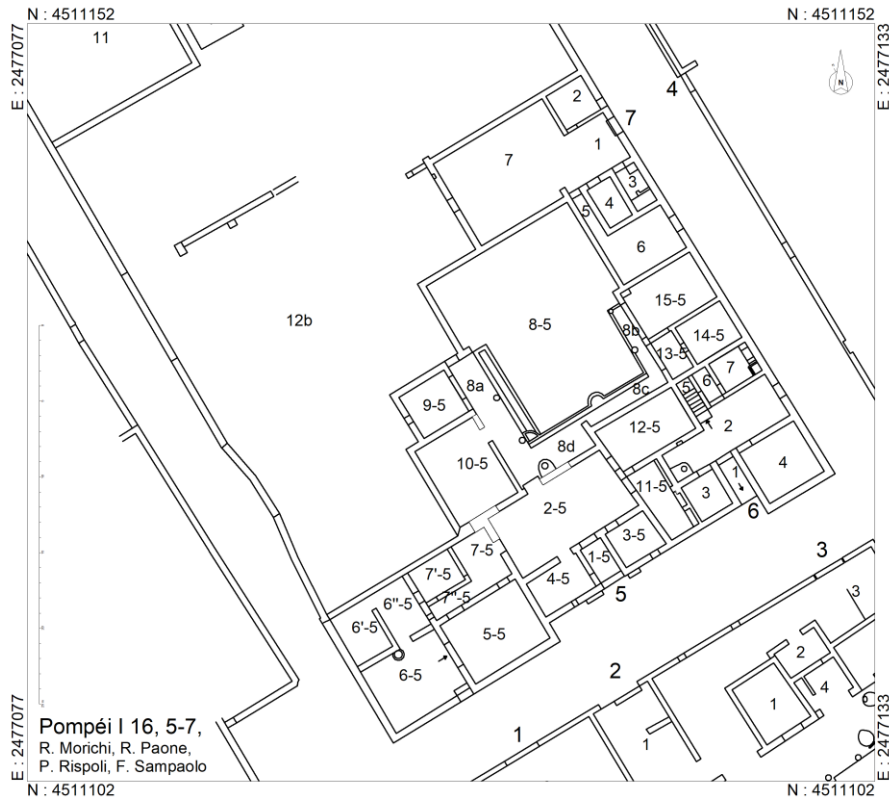 N : 4511152
N : 4511152
E : 2477077
E : 2477133
11
N
4
2
7
1
7
3
4
5
6
15-5
12b
8-5
8b
14-5
13-5
7
8a
8c
5
6
9-5
12-5
2
8d
10-5
4
11-5
1
2-5
3
6
3-5
7-5
1-5
3
7'-5
4-5
5
6''-5
7''-5
3
6'-5
5-5
2
2
6-5
4
1
1
1
Pompéi I 16, 5-7,
R. Morichi, R. Paone,
P. Rispoli, F. Sampaolo
E : 2477077
E : 2477133
N : 4511102
N : 4511102